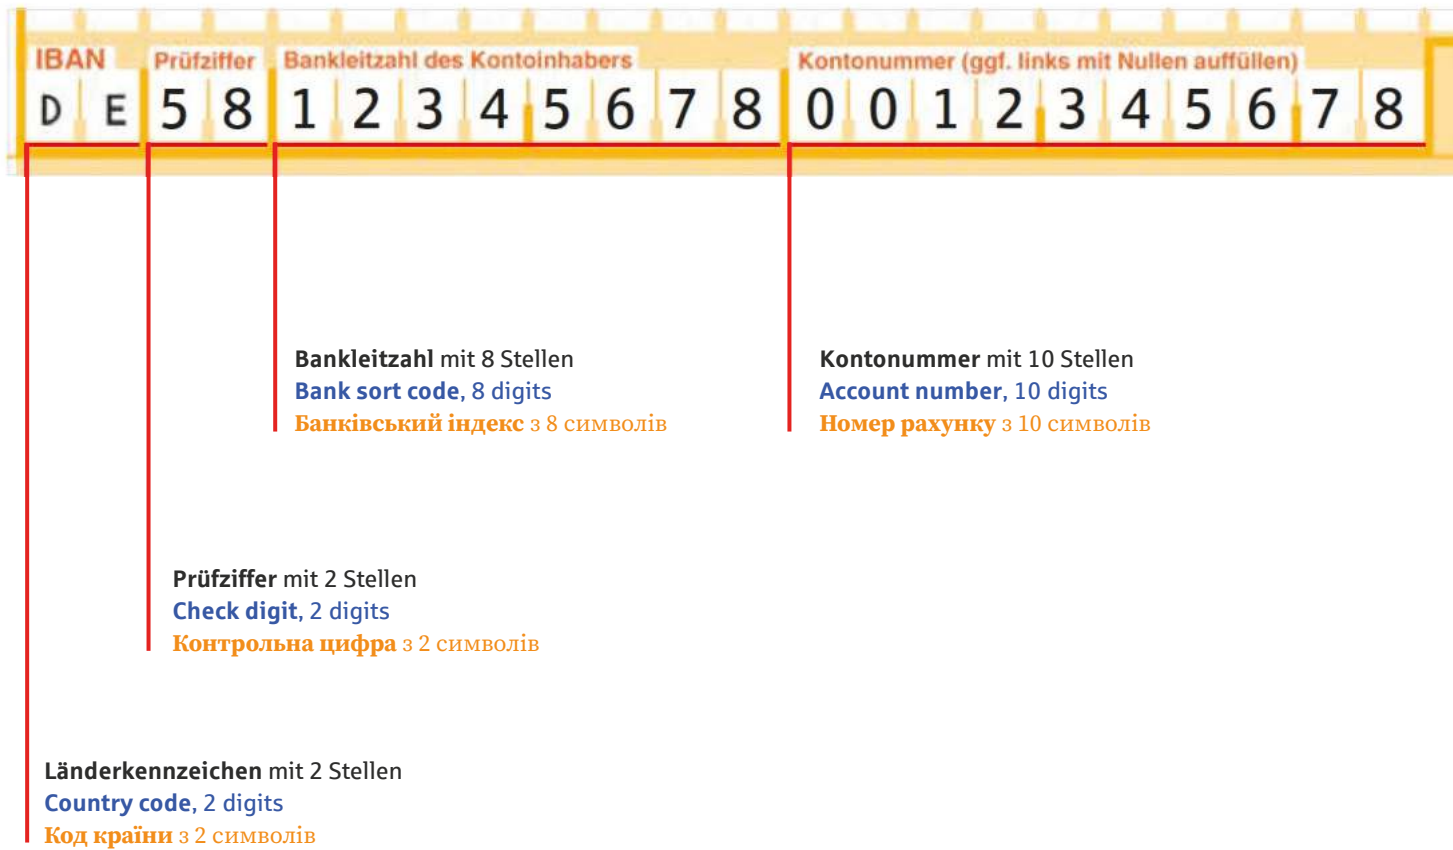 IBAN Prüfziffer Bankleitzahl des Kontoinhabers Kontonummer (ggf. links mit Nullen auffüllen)
D E 5 8 1 2 3 4 5 6 7 8 0 0 1 2 3 4 5 6 7 8
Bankleitzahl mit 8 Stellen
Bank sort code, 8 digits
Банківський індекс з 8 символів
Kontonummer mit 10 Stellen
Account number, 10 digits
Номер рахунку з 10 символів
Prüfziffer mit 2 Stellen
Check digit, 2 digits
Контрольна цифра з 2 символів
Länderkennzeichen mit 2 Stellen
Country code, 2 digits
Код країни з 2 символів